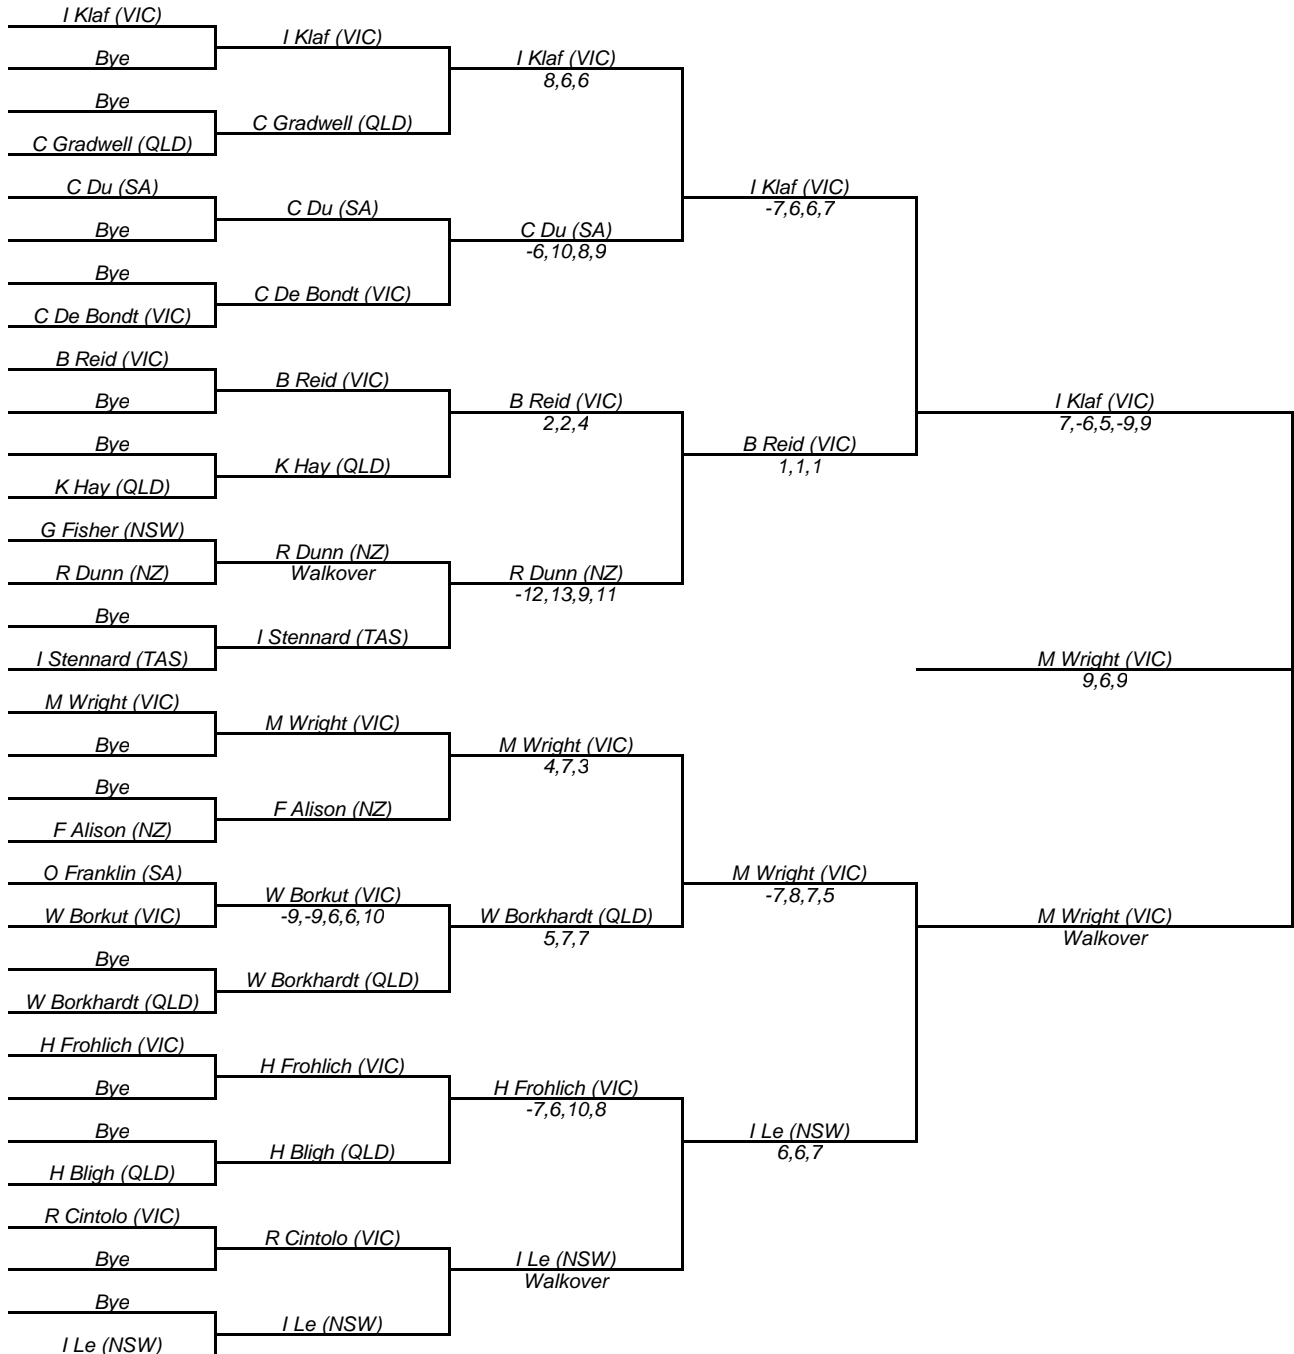 I Klaf (VIC)
Bye
Bye
C Gradwell (QLD)
C Du (SA)
Bye
Bye
C De Bondt (VIC)
B Reid (VIC)
Bye
Bye
K Hay (QLD)
G Fisher (NSW)
R Dunn (NZ)
Bye
I Stennard (TAS)
M Wright (VIC)
Bye
Bye
F Alison (NZ)
O Franklin (SA)
W Borkut (VIC)
Bye
W Borkhardt (QLD)
H Frohlich (VIC)
Bye
Bye
H Bligh (QLD)
R Cintolo (VIC)
Bye
Bye
I Le (NSW)
I Klaf (VIC)
C Gradwell (QLD)
C Du (SA)
C De Bondt (VIC)
B Reid (VIC)
K Hay (QLD)
R Dunn (NZ)
Walkover
I Stennard (TAS)
M Wright (VIC)
F Alison (NZ)
W Borkut (VIC)
-9,-9,6,6,10
W Borkhardt (QLD)
H Frohlich (VIC)
H Bligh (QLD)
R Cintolo (VIC)
I Le (NSW)
I Klaf (VIC)
8,6,6
C Du (SA)
-6,10,8,9
B Reid (VIC)
2,2,4
R Dunn (NZ)
-12,13,9,11
M Wright (VIC)
4,7,3
W Borkhardt (QLD)
5,7,7
H Frohlich (VIC)
-7,6,10,8
I Le (NSW)
Walkover
I Klaf (VIC)
-7,6,6,7
B Reid (VIC)
1,1,1
M Wright (VIC)
-7,8,7,5
I Le (NSW)
6,6,7
I Klaf (VIC)
7,-6,5,-9,9
M Wright (VIC)
9,6,9
M Wright (VIC)
Walkover